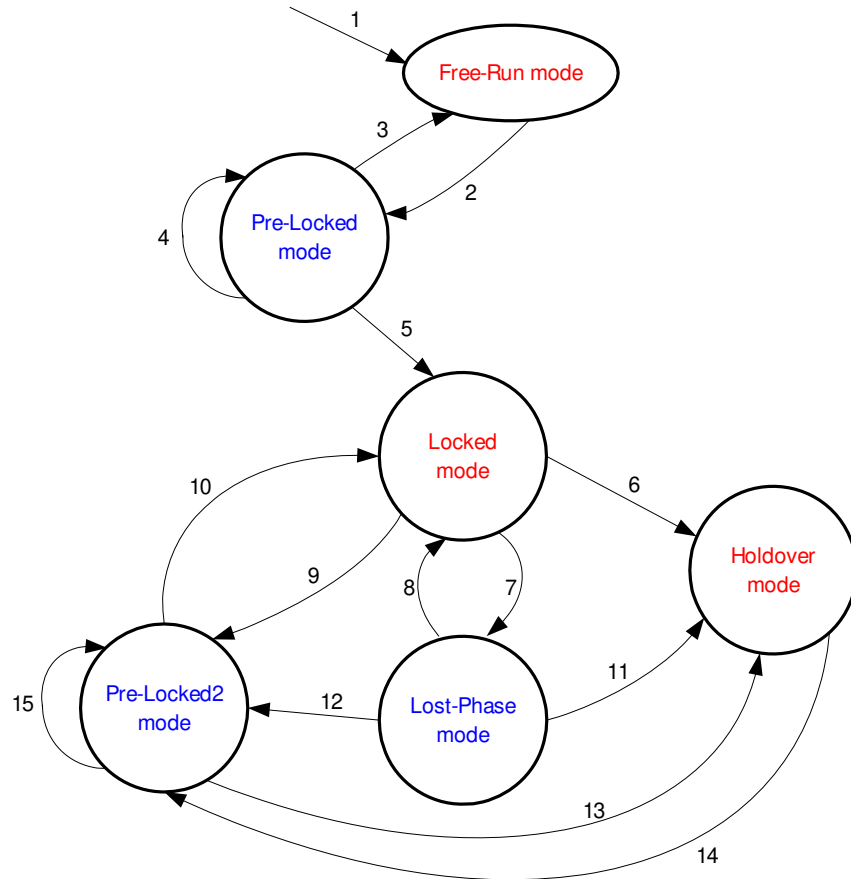 1
Free-Run mode
3
2
Pre-Locked
mode
4
5
Locked
mode
10
6
Holdover
mode
9
8
7
11
Pre-Locked2
mode
15
12
Lost-Phase
mode
13
14